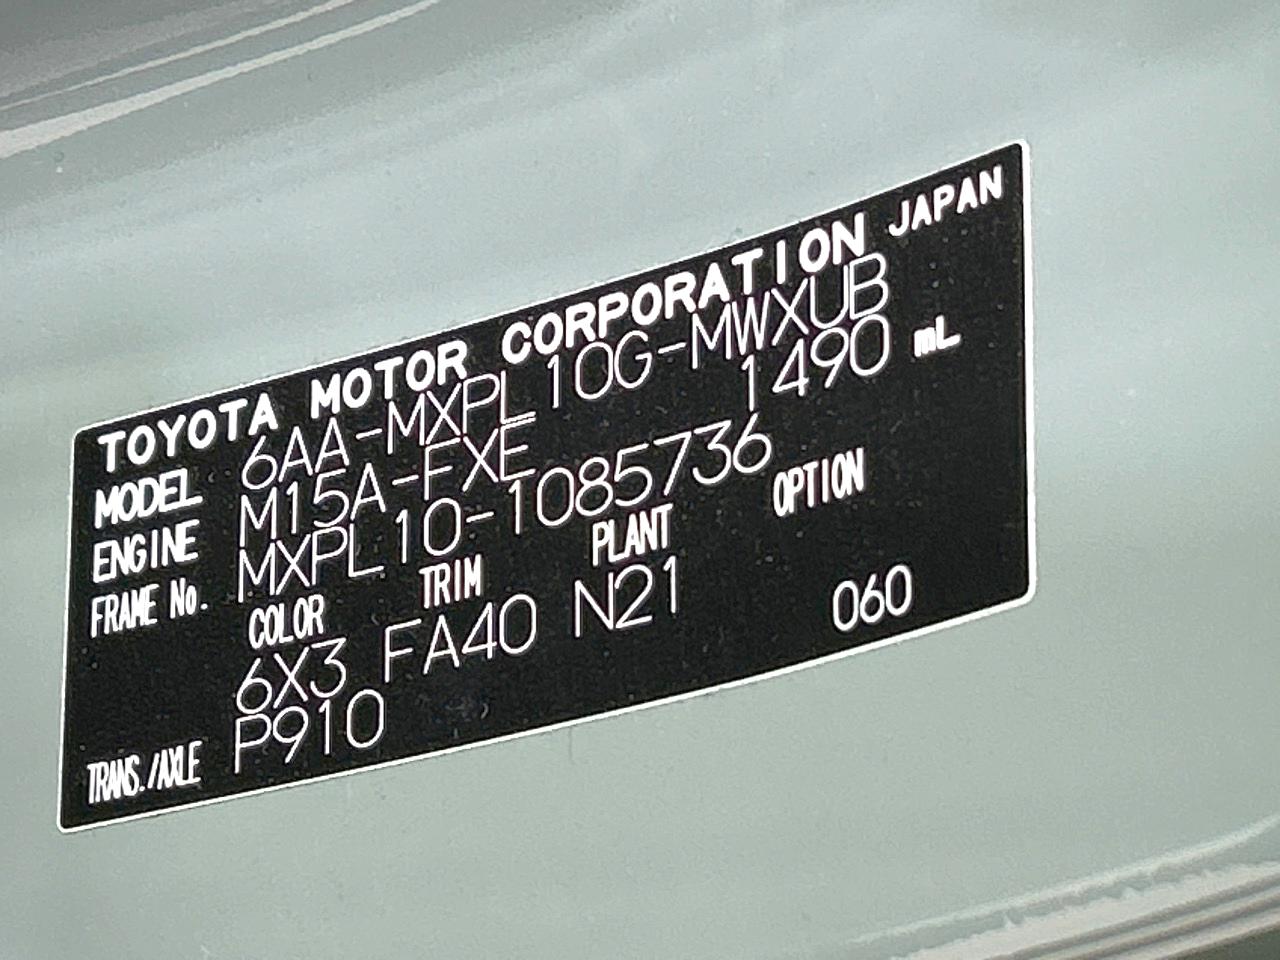 TOYOTA MOTOR CORPORATION JAPAN
MODEL 6AA-MXPL10G-MWXUB
ENGINE M15A-FXE 1490 mL
FRAME No. MXPL10-1085736
COLOR TRIM PLANT OPTION
6X3 FA40 N21 060
TRANS./AXLE P910